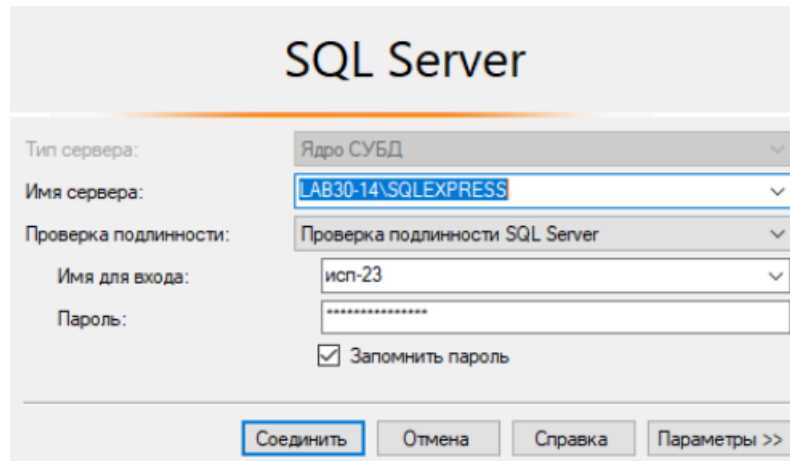 SQL Server
Тип сервера: Ядро СУБД
Имя сервера: LAB30-14\SQLEXPRESS
Проверка подлинности: Проверка подлинности SQL Server
Имя для входа: исп-23
Пароль: ***************
Запомнить пароль
Соединить Отмена Справка Параметры >>